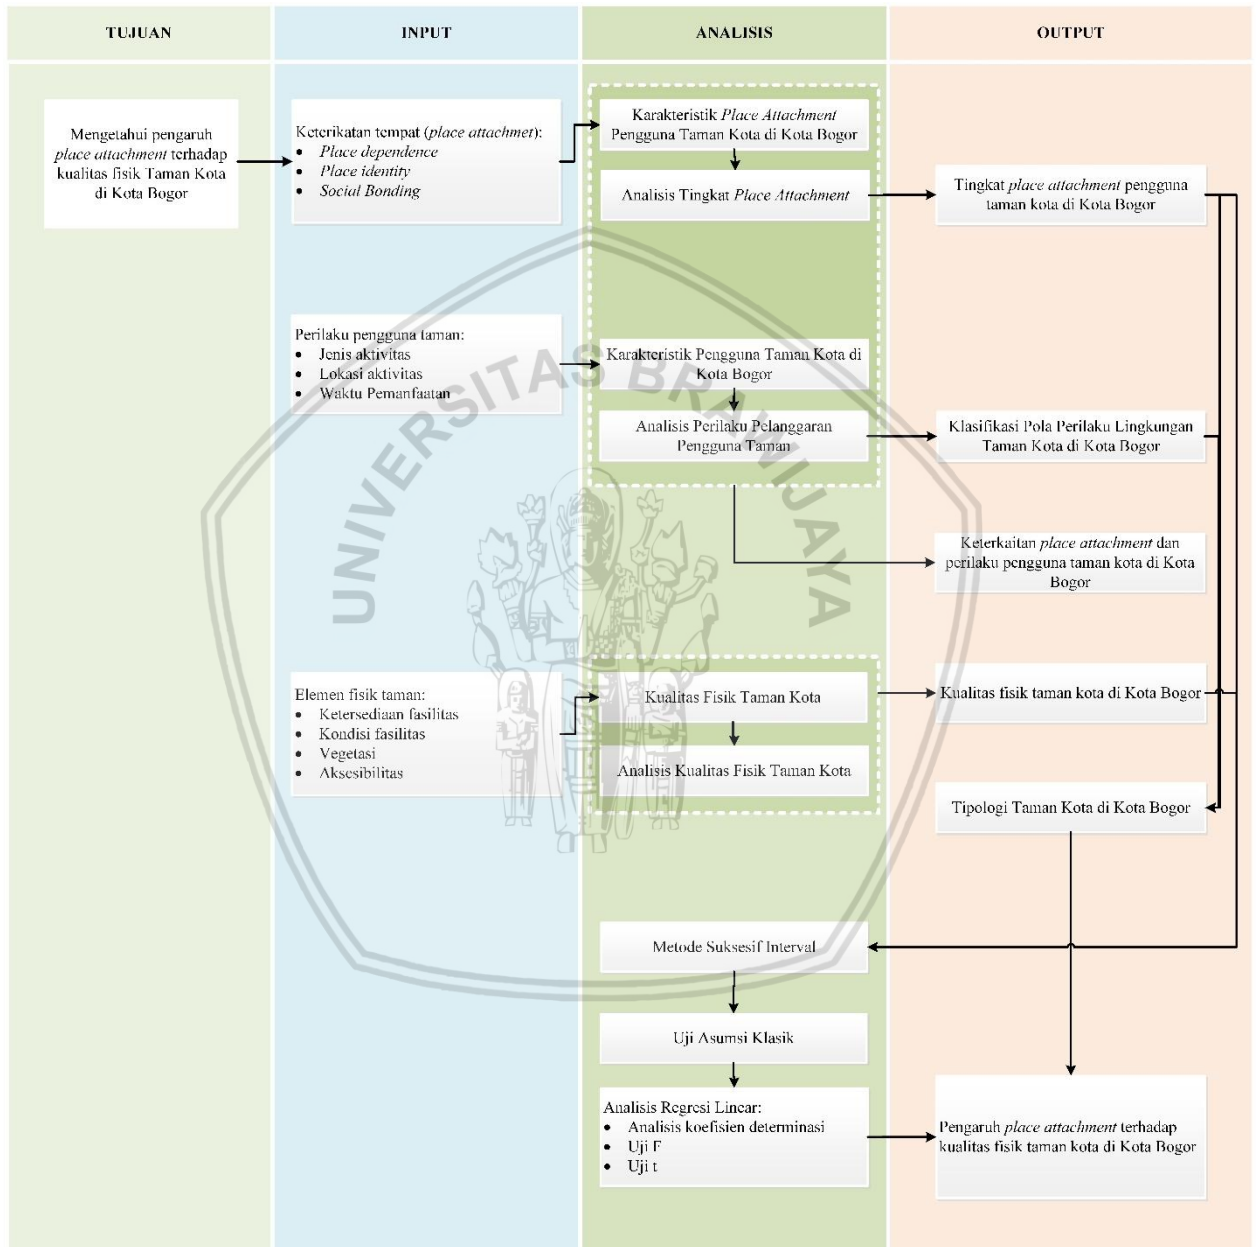 TUJUAN
INPUT
ANALISIS
OUTPUT
Mengetahui pengaruh
place attachment terhadap
kualitas fisik Taman Kota
di Kota Bogor
Keterikatan tempat (place attachmet):
• Place dependence
• Place identity
• Social Bonding
Karakteristik Place Attachment
Pengguna Taman Kota di Kota Bogor
Analisis Tingkat Place Attachment
Tingkat place attachment pengguna
taman kota di Kota Bogor
Perilaku pengguna taman:
• Jenis aktivitas
• Lokasi aktivitas
• Waktu Pemanfaatan
Karakteristik Pengguna Taman Kota di
Kota Bogor
Analisis Perilaku Pelanggaran
Pengguna Taman
Klasifikasi Pola Perilaku Lingkungan
Taman Kota di Kota Bogor
Keterkaitan place attachment dan
perilaku pengguna taman kota di Kota
Bogor
Elemen fisik taman:
• Ketersediaan fasilitas
• Kondisi fasilitas
• Vegetasi
• Aksesibilitas
Kualitas Fisik Taman Kota
Analisis Kualitas Fisik Taman Kota
Kualitas fisik taman kota di Kota Bogor
Tipologi Taman Kota di Kota Bogor
Metode Suksesif Interval
Uji Asumsi Klasik
Analisis Regresi Linear:
• Analisis koefisien determinasi
• Uji F
• Uji t
Pengaruh place attachment terhadap
kualitas fisik taman kota di Kota Bogor
UNIVERSITAS BRAWIJAYA